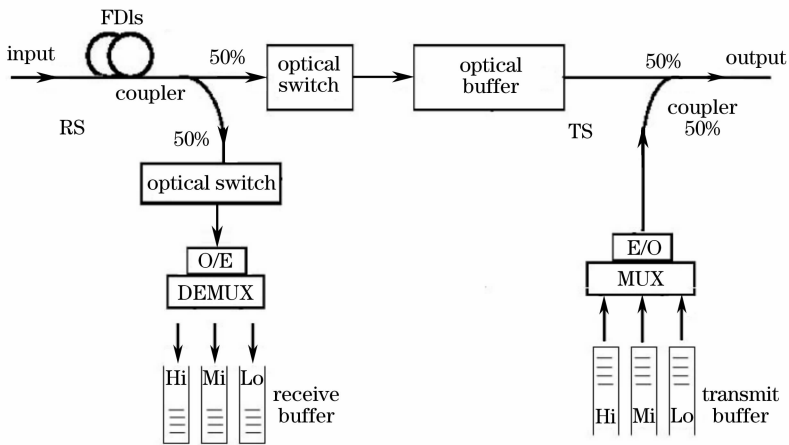 FDls
input
50%
optical
switch
optical
buffer
50%
output
coupler
coupler
50%
RS
50%
TS
optical switch
O/E
DEMUX
E/O
MUX
Hi
Mi
Lo
receive
buffer
Hi
Mi
Lo
transmit
buffer